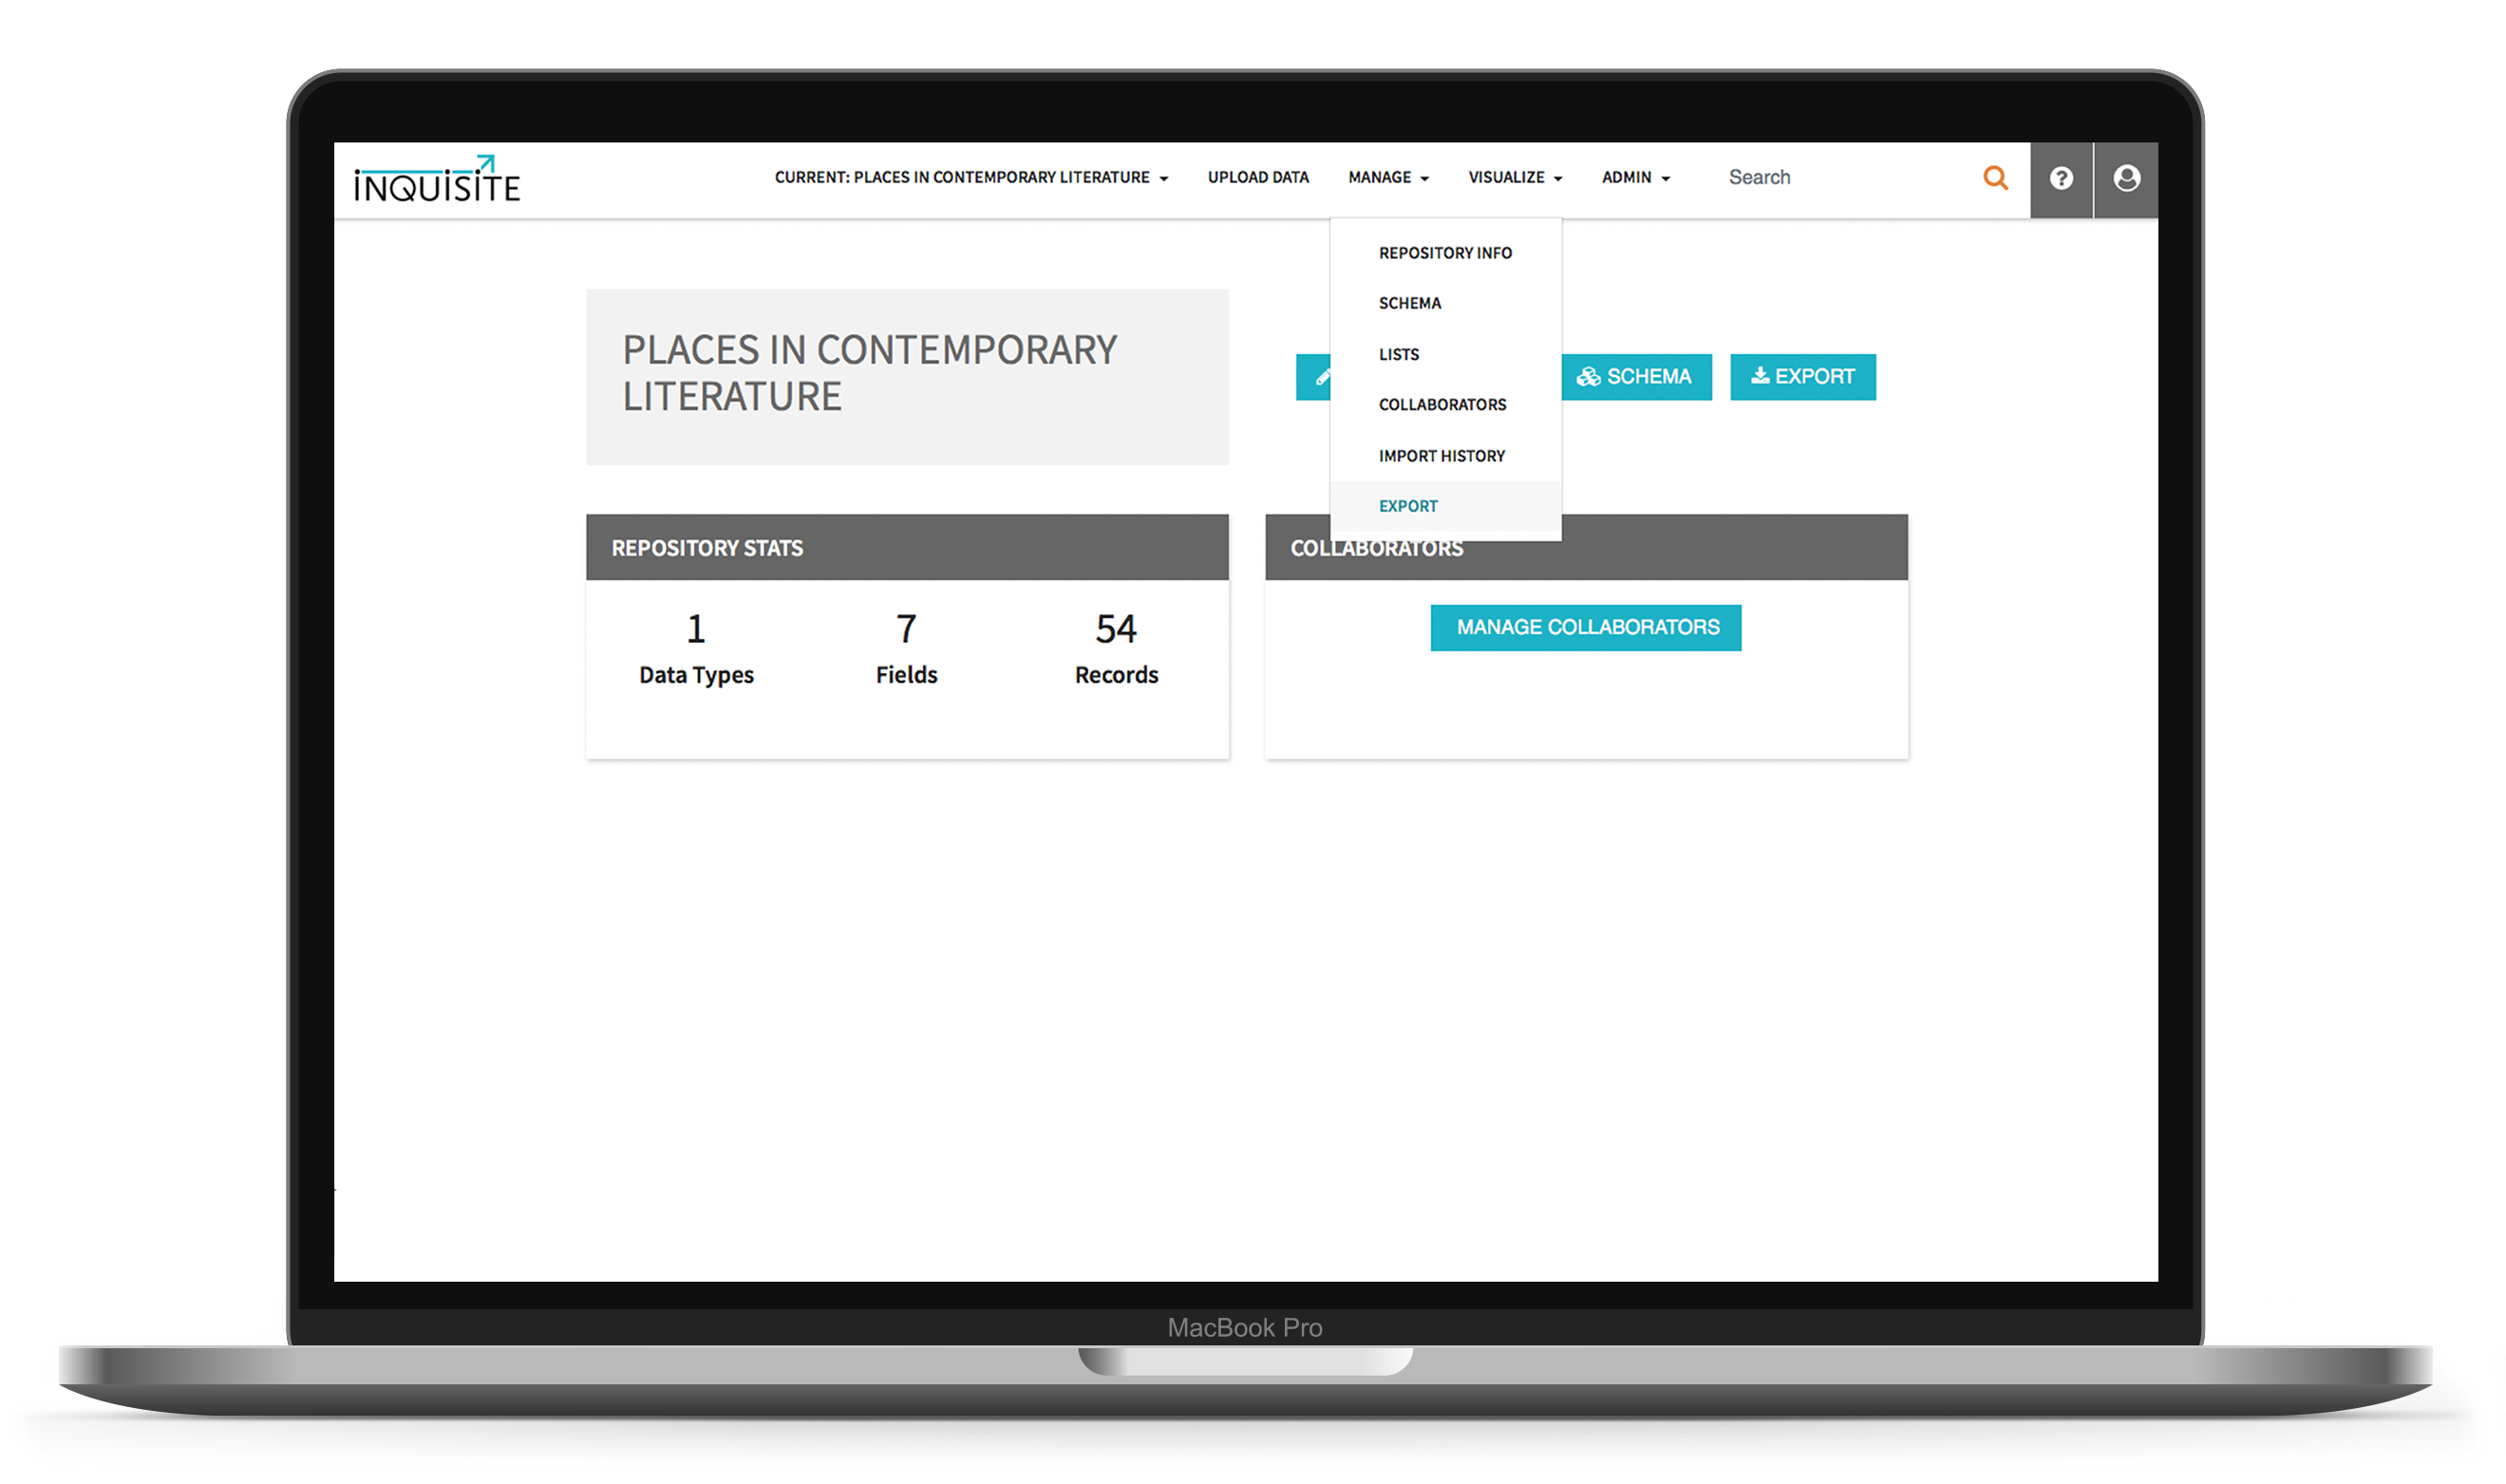 iNQUiSiTE
CURRENT: PLACES IN CONTEMPORARY LITERATURE
UPLOAD DATA
MANAGE
VISUALIZE
ADMIN
Search
?
REPOSITORY INFO
SCHEMA
LISTS
COLLABORATORS
IMPORT HISTORY
EXPORT
PLACES IN CONTEMPORARY
LITERATURE
SCHEMA
EXPORT
REPOSITORY STATS
1
Data Types
7
Fields
54
Records
COLLABORATORS
MANAGE COLLABORATORS
MacBook Pro